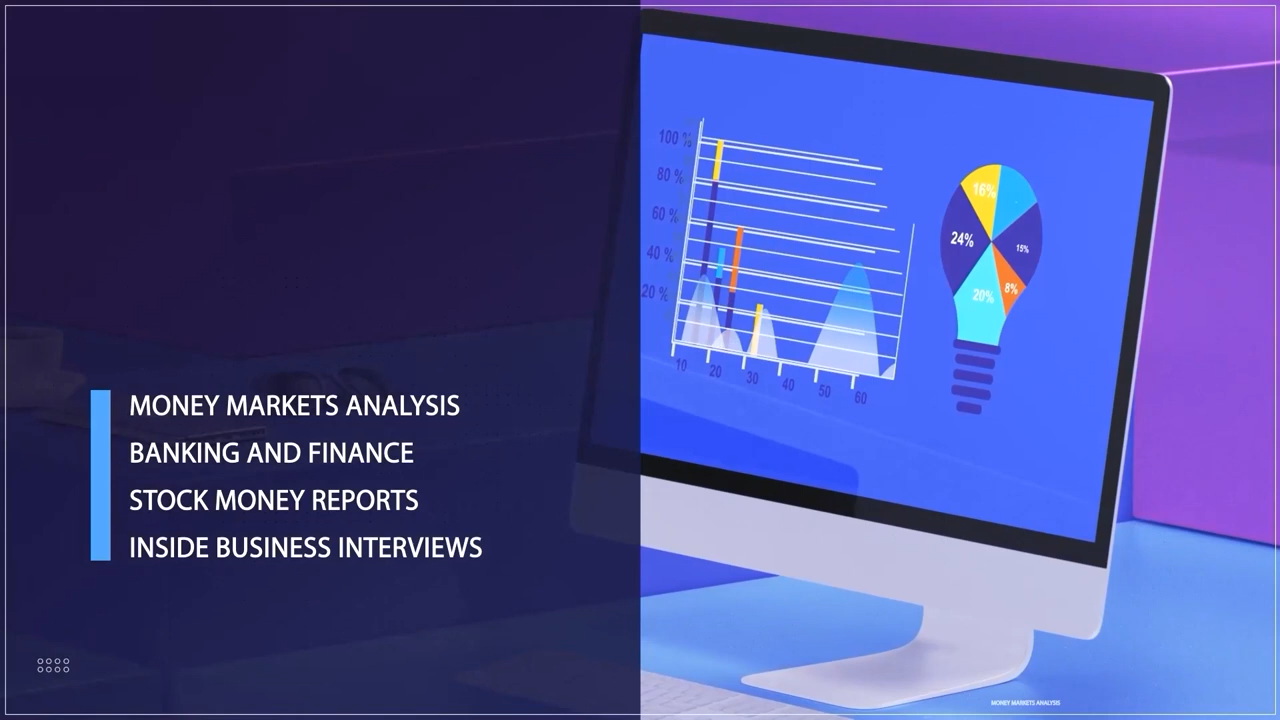 MONEY MARKETS ANALYSIS
BANKING AND FINANCE
STOCK MONEY REPORTS
INSIDE BUSINESS INTERVIEWS
100 %
80 %
60 %
40 %
20 %
10 20 30 40 50 60
16%
24%
15%
8%
20%
MONEY MARKETS ANALYSIS